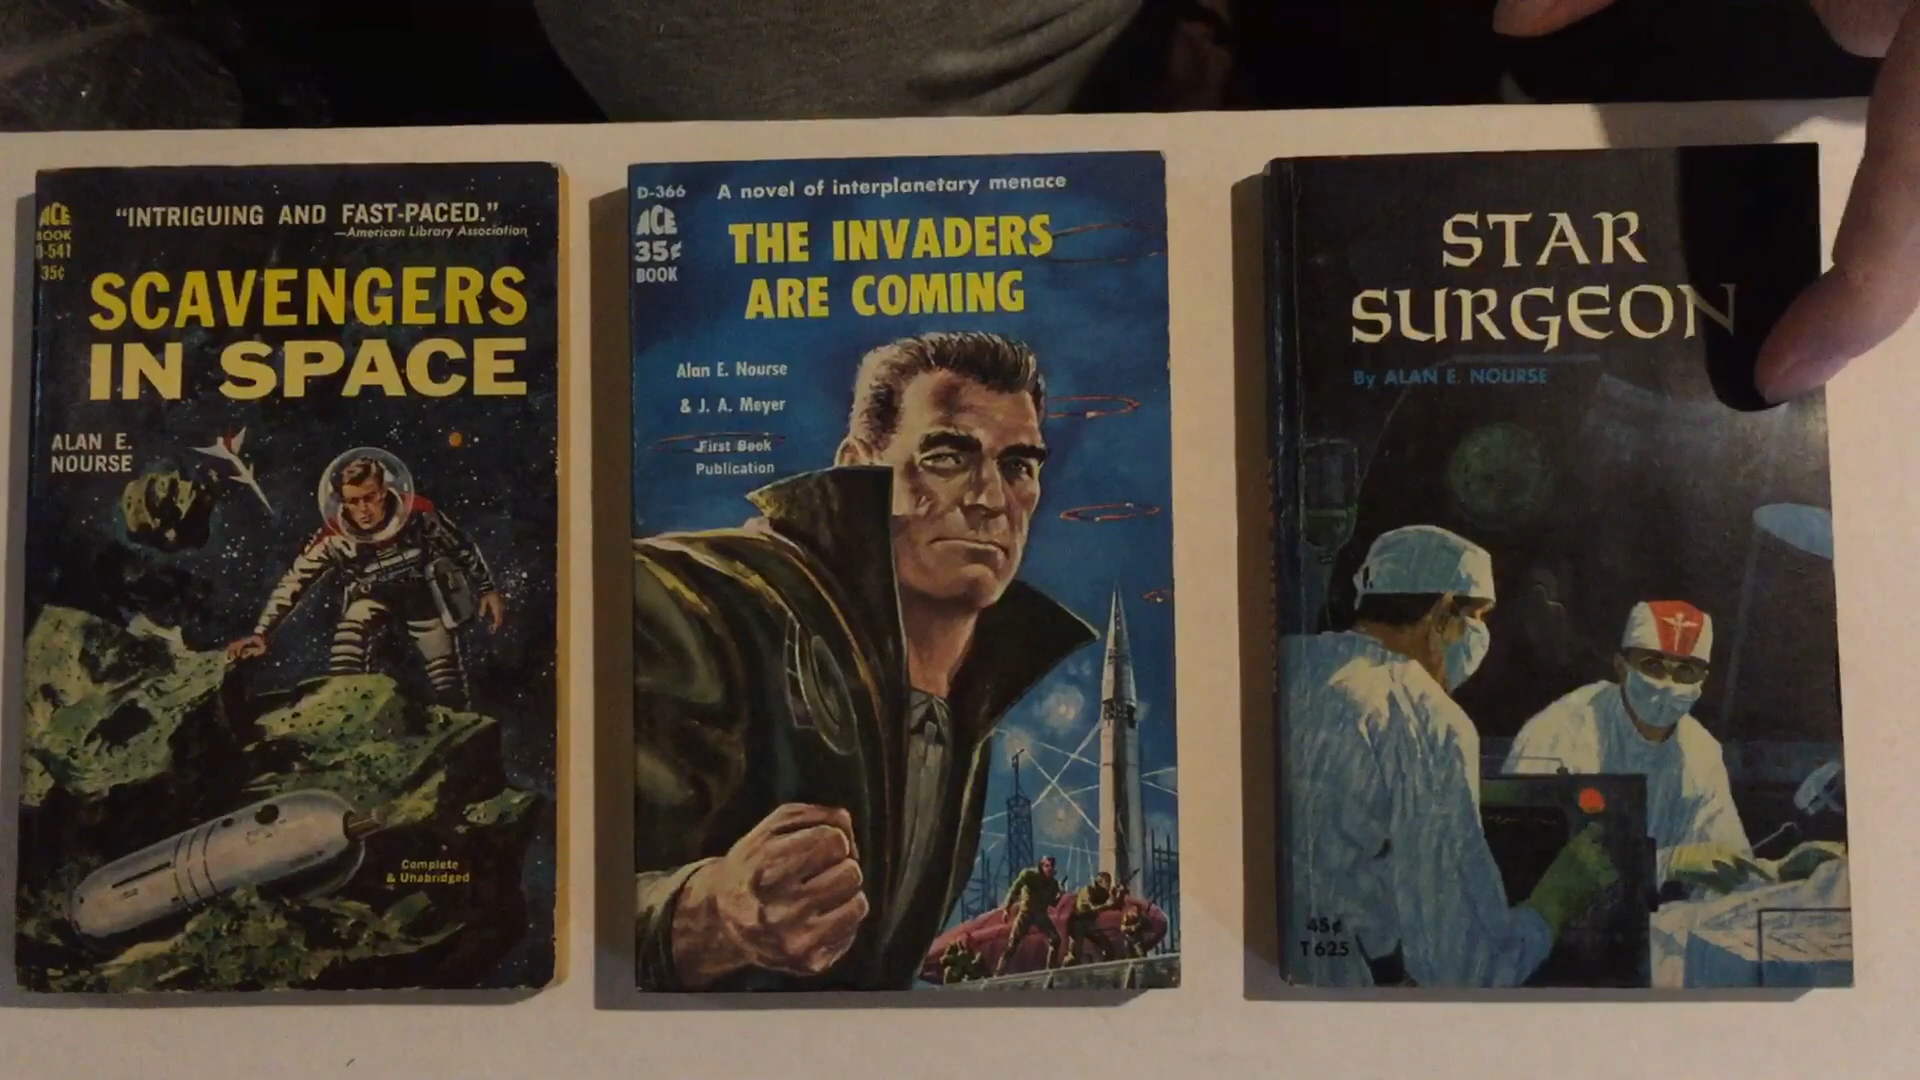 ACE
BOOK
D-541
35¢
"INTRIGUING AND FAST-PACED."
—American Library Association
SCAVENGERS
IN SPACE
ALAN E.
NOURSE
Complete
& Unabridged
D-366
ACE
35¢
BOOK
A novel of interplanetary menace
THE INVADERS
ARE COMING
Alan E. Nourse
& J. A. Meyer
First Book
Publication
STAR
SURGEON
By ALAN E. NOURSE
45¢
T 625